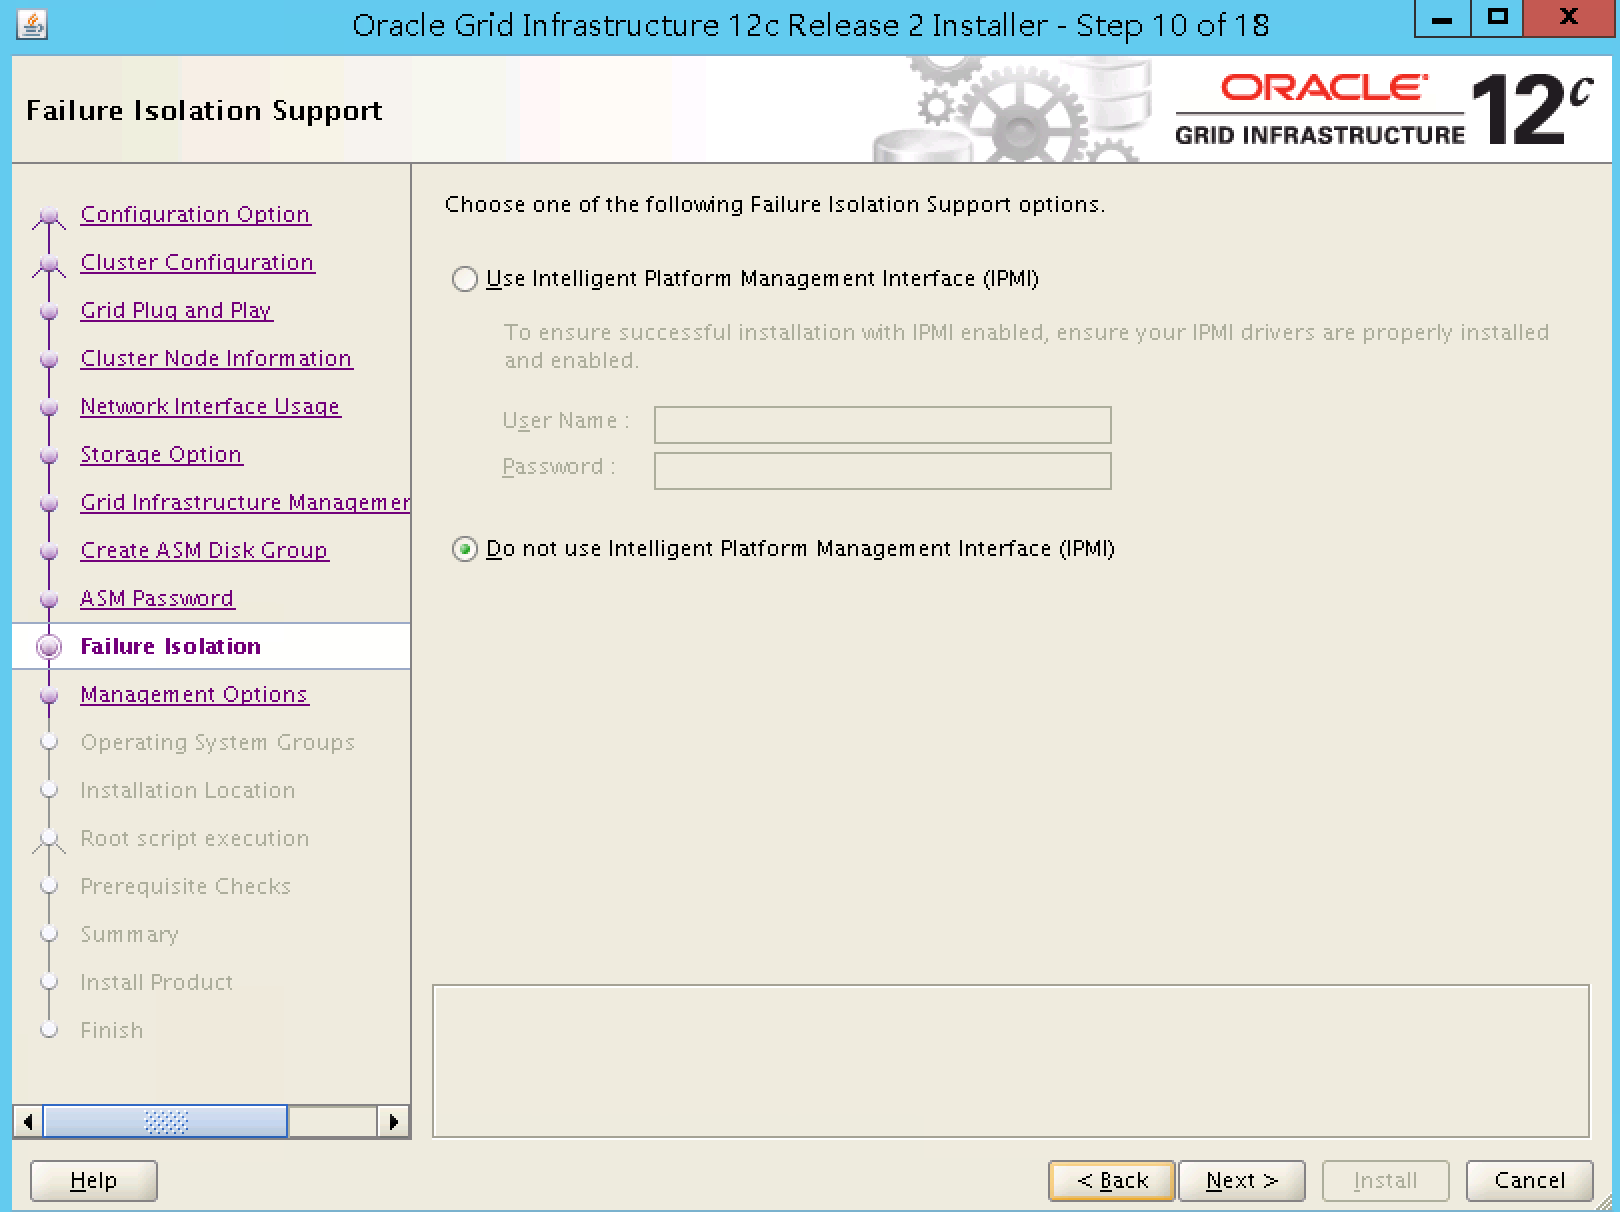 Oracle Grid Infrastructure 12c Release 2 Installer - Step 10 of 18
X
Failure Isolation Support
ORACLE
GRID INFRASTRUCTURE
12c
Configuration Option
Cluster Configuration
Grid Plug and Play
Cluster Node Information
Network Interface Usage
Storage Option
Grid Infrastructure Managemen
Create ASM Disk Group
ASM Password
Failure Isolation
Management Options
Operating System Groups
Installation Location
Root script execution
Prerequisite Checks
Summary
Install Product
Finish
Choose one of the following Failure Isolation Support options.
Use Intelligent Platform Management Interface (IPMI)
To ensure successful installation with IPMI enabled, ensure your IPMI drivers are properly installed
and enabled.
User Name :
Password :
Do not use Intelligent Platform Management Interface (IPMI)
Help
< Back
Next >
Install
Cancel